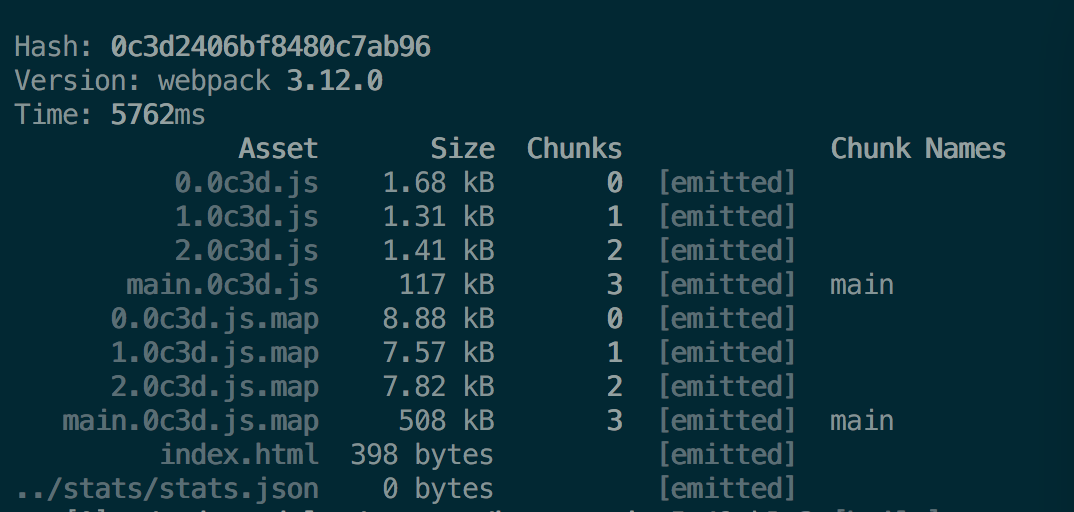 Hash: 0c3d2406bf8480c7ab96
Version: webpack 3.12.0
Time: 5762ms
Asset Size Chunks Chunk Names
0.0c3d.js 1.68 kB 0 [emitted]
1.0c3d.js 1.31 kB 1 [emitted]
2.0c3d.js 1.41 kB 2 [emitted]
main.0c3d.js 117 kB 3 [emitted] main
0.0c3d.js.map 8.88 kB 0 [emitted]
1.0c3d.js.map 7.57 kB 1 [emitted]
2.0c3d.js.map 7.82 kB 2 [emitted]
main.0c3d.js.map 508 kB 3 [emitted] main
index.html 398 bytes [emitted]
../stats/stats.json 0 bytes [emitted]